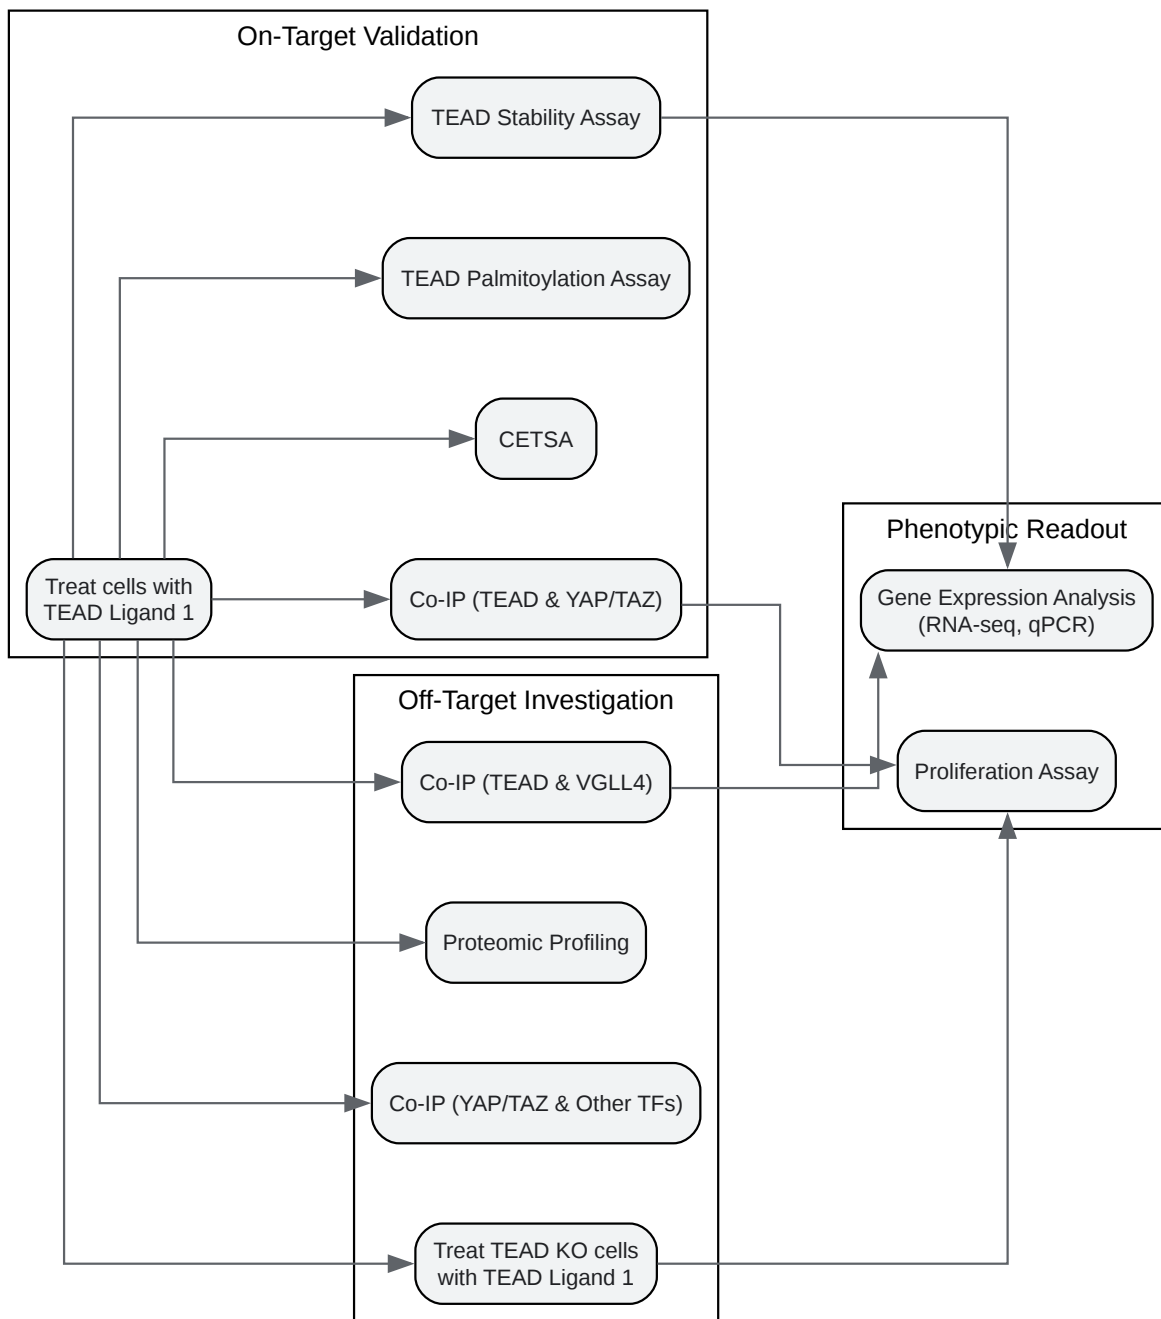 On-Target Validation
TEAD Stability Assay
TEAD Palmitoylation Assay
CETSA
Treat cells with
TEAD Ligand 1
Co-IP (TEAD & YAP/TAZ)
Phenotypic Readout
Gene Expression Analysis
(RNA-seq, qPCR)
Proliferation Assay
Off-Target Investigation
Co-IP (TEAD & VGLL4)
Proteomic Profiling
Co-IP (YAP/TAZ & Other TFs)
Treat TEAD KO cells
with TEAD Ligand 1